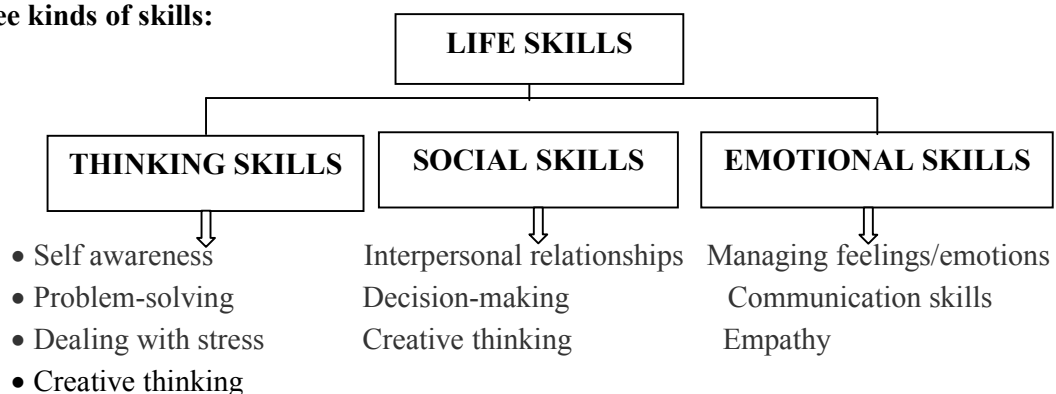 ee kinds of skills:
LIFE SKILLS
THINKING SKILLS SOCIAL SKILLS EMOTIONAL SKILLS
• Self awareness Interpersonal relationships Managing feelings/emotions
• Problem-solving Decision-making Communication skills
• Dealing with stress Creative thinking Empathy
• Creative thinking